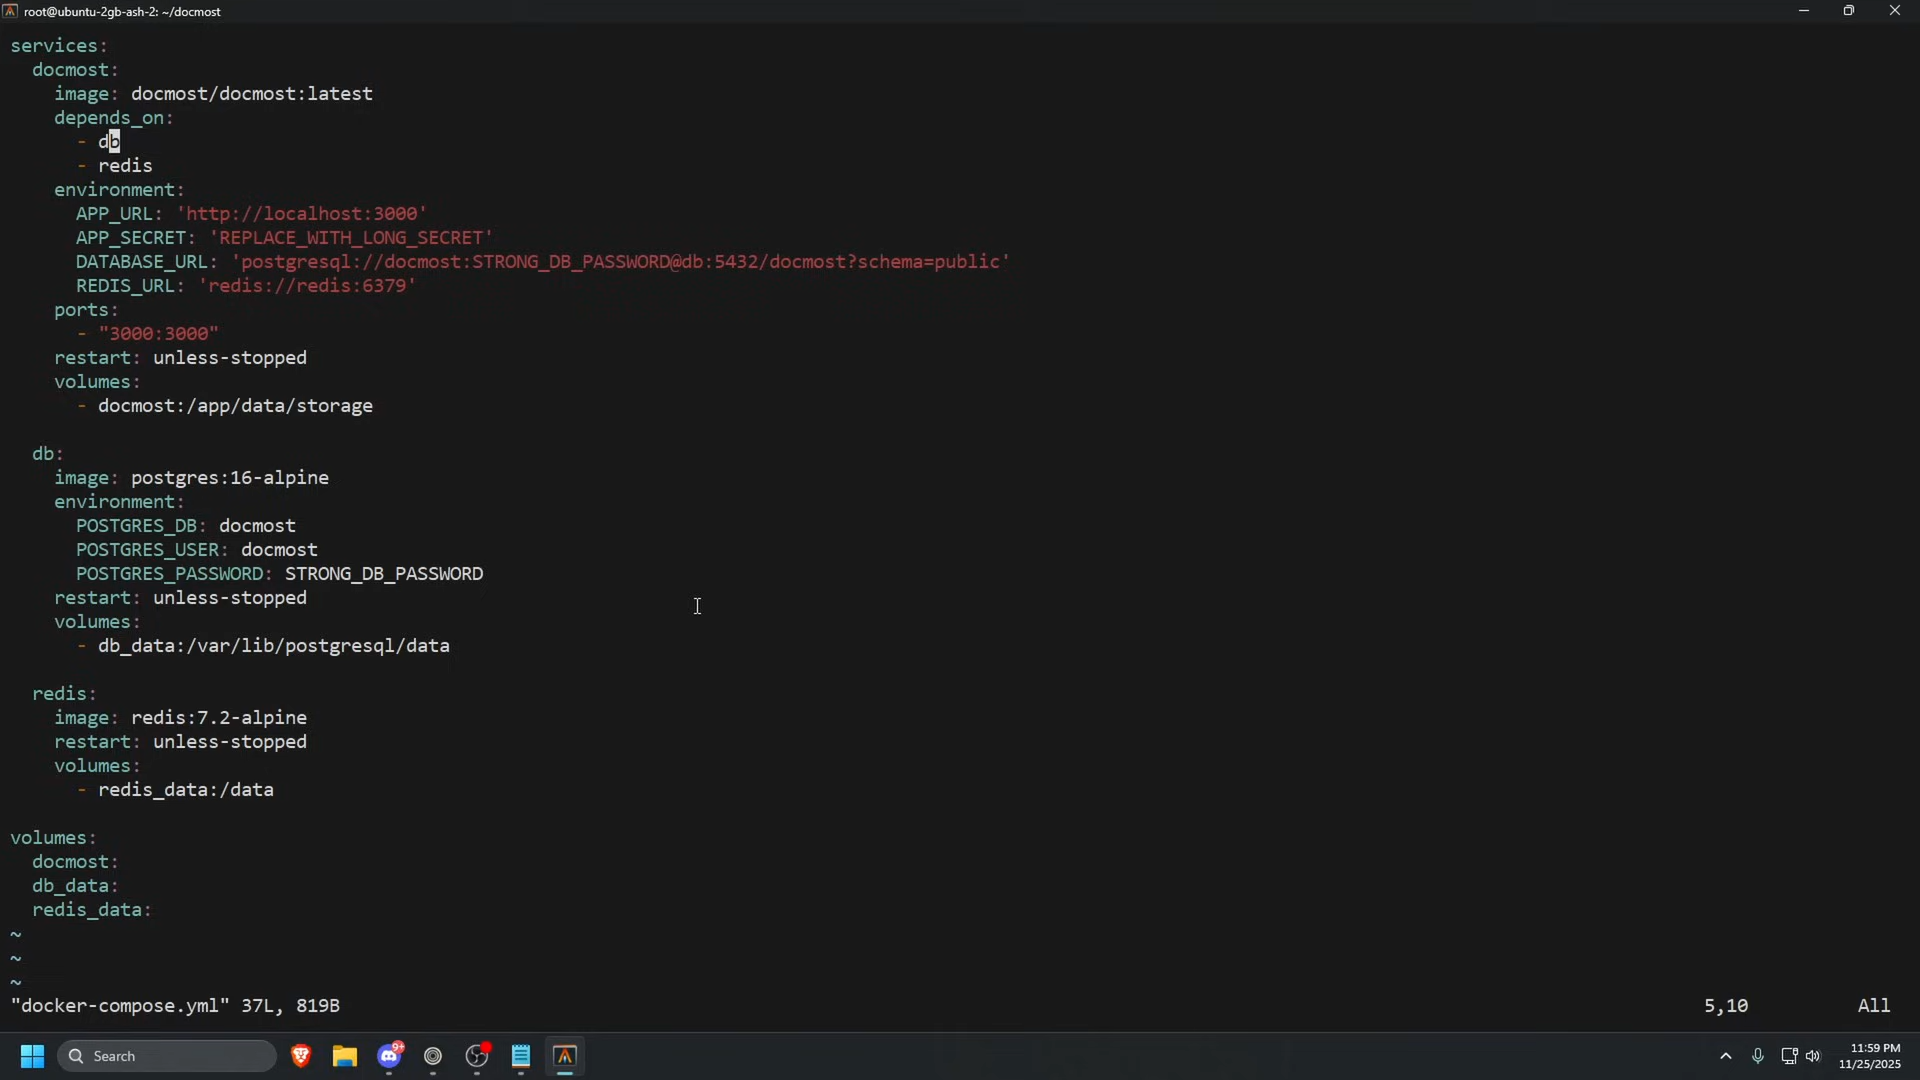 root@ubuntu-2gb-ash-2: ~/docmost
services:
  docmost:
    image: docmost/docmost:latest
    depends_on:
      - db
      - redis
    environment:
      APP_URL: 'http://localhost:3000'
      APP_SECRET: 'REPLACE_WITH_LONG_SECRET'
      DATABASE_URL: 'postgresql://docmost:STRONG_DB_PASSWORD@db:5432/docmost?schema=public'
      REDIS_URL: 'redis://redis:6379'
    ports:
      - "3000:3000"
    restart: unless-stopped
    volumes:
      - docmost:/app/data/storage

  db:
    image: postgres:16-alpine
    environment:
      POSTGRES_DB: docmost
      POSTGRES_USER: docmost
      POSTGRES_PASSWORD: STRONG_DB_PASSWORD
    restart: unless-stopped
    volumes:
      - db_data:/var/lib/postgresql/data

  redis:
    image: redis:7.2-alpine
    restart: unless-stopped
    volumes:
      - redis_data:/data

volumes:
  docmost:
  db_data:
  redis_data:
~
~
~
"docker-compose.yml" 37L, 819B 5,10 All
Search 9+ 11:59 PM
11/25/2025